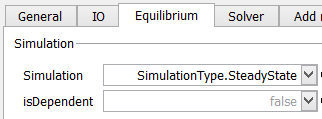 General IO Equilibrium Solver Add
Simulation
Simulation SimulationType.SteadyState
isDependent false